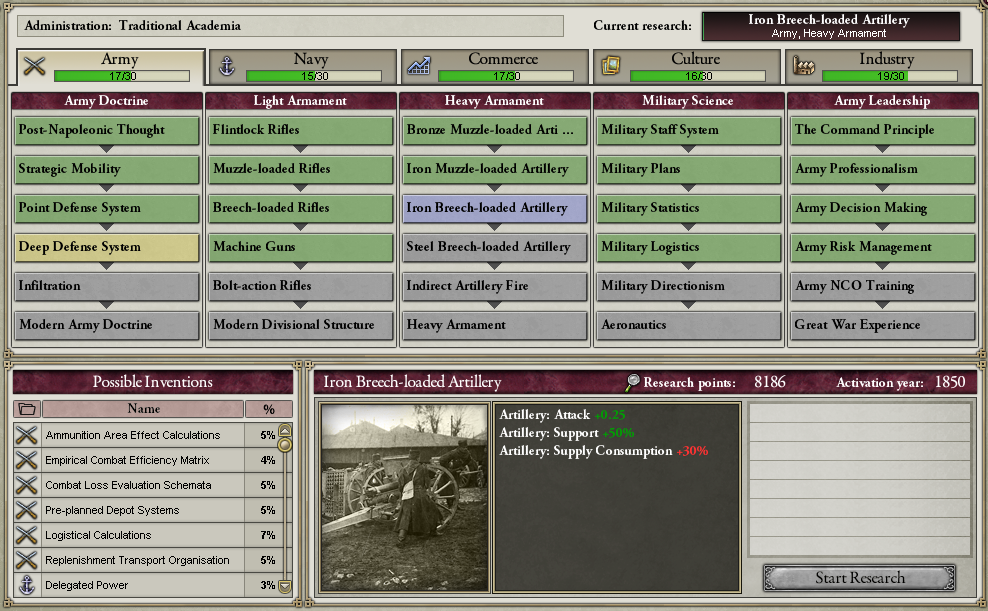 Administration: Traditional Academia
Current research:
Iron Breech-loaded Artillery
Army, Heavy Armament
Army
17/30
Navy
15/30
Commerce
17/30
Culture
16/30
Industry
19/30
Army Doctrine
Light Armament
Heavy Armament
Military Science
Army Leadership
Post-Napoleonic Thought
Flintlock Rifles
Bronze Muzzle-loaded Arti ...
Military Staff System
The Command Principle
Strategic Mobility
Muzzle-loaded Rifles
Iron Muzzle-loaded Artillery
Military Plans
Army Professionalism
Point Defense System
Breech-loaded Rifles
Iron Breech-loaded Artillery
Military Statistics
Army Decision Making
Deep Defense System
Machine Guns
Steel Breech-loaded Artillery
Military Logistics
Army Risk Management
Infiltration
Bolt-action Rifles
Indirect Artillery Fire
Military Directionism
Army NCO Training
Modern Army Doctrine
Modern Divisional Structure
Heavy Armament
Aeronautics
Great War Experience
Possible Inventions
Name %
Ammunition Area Effect Calculations 5%
Empirical Combat Efficiency Matrix 4%
Combat Loss Evaluation Schemata 5%
Pre-planned Depot Systems 5%
Logistical Calculations 7%
Replenishment Transport Organisation 5%
Delegated Power 3%
Iron Breech-loaded Artillery
Research points: 8186
Activation year: 1850
Artillery: Attack +0.25
Artillery: Support +50%
Artillery: Supply Consumption +30%
Start Research